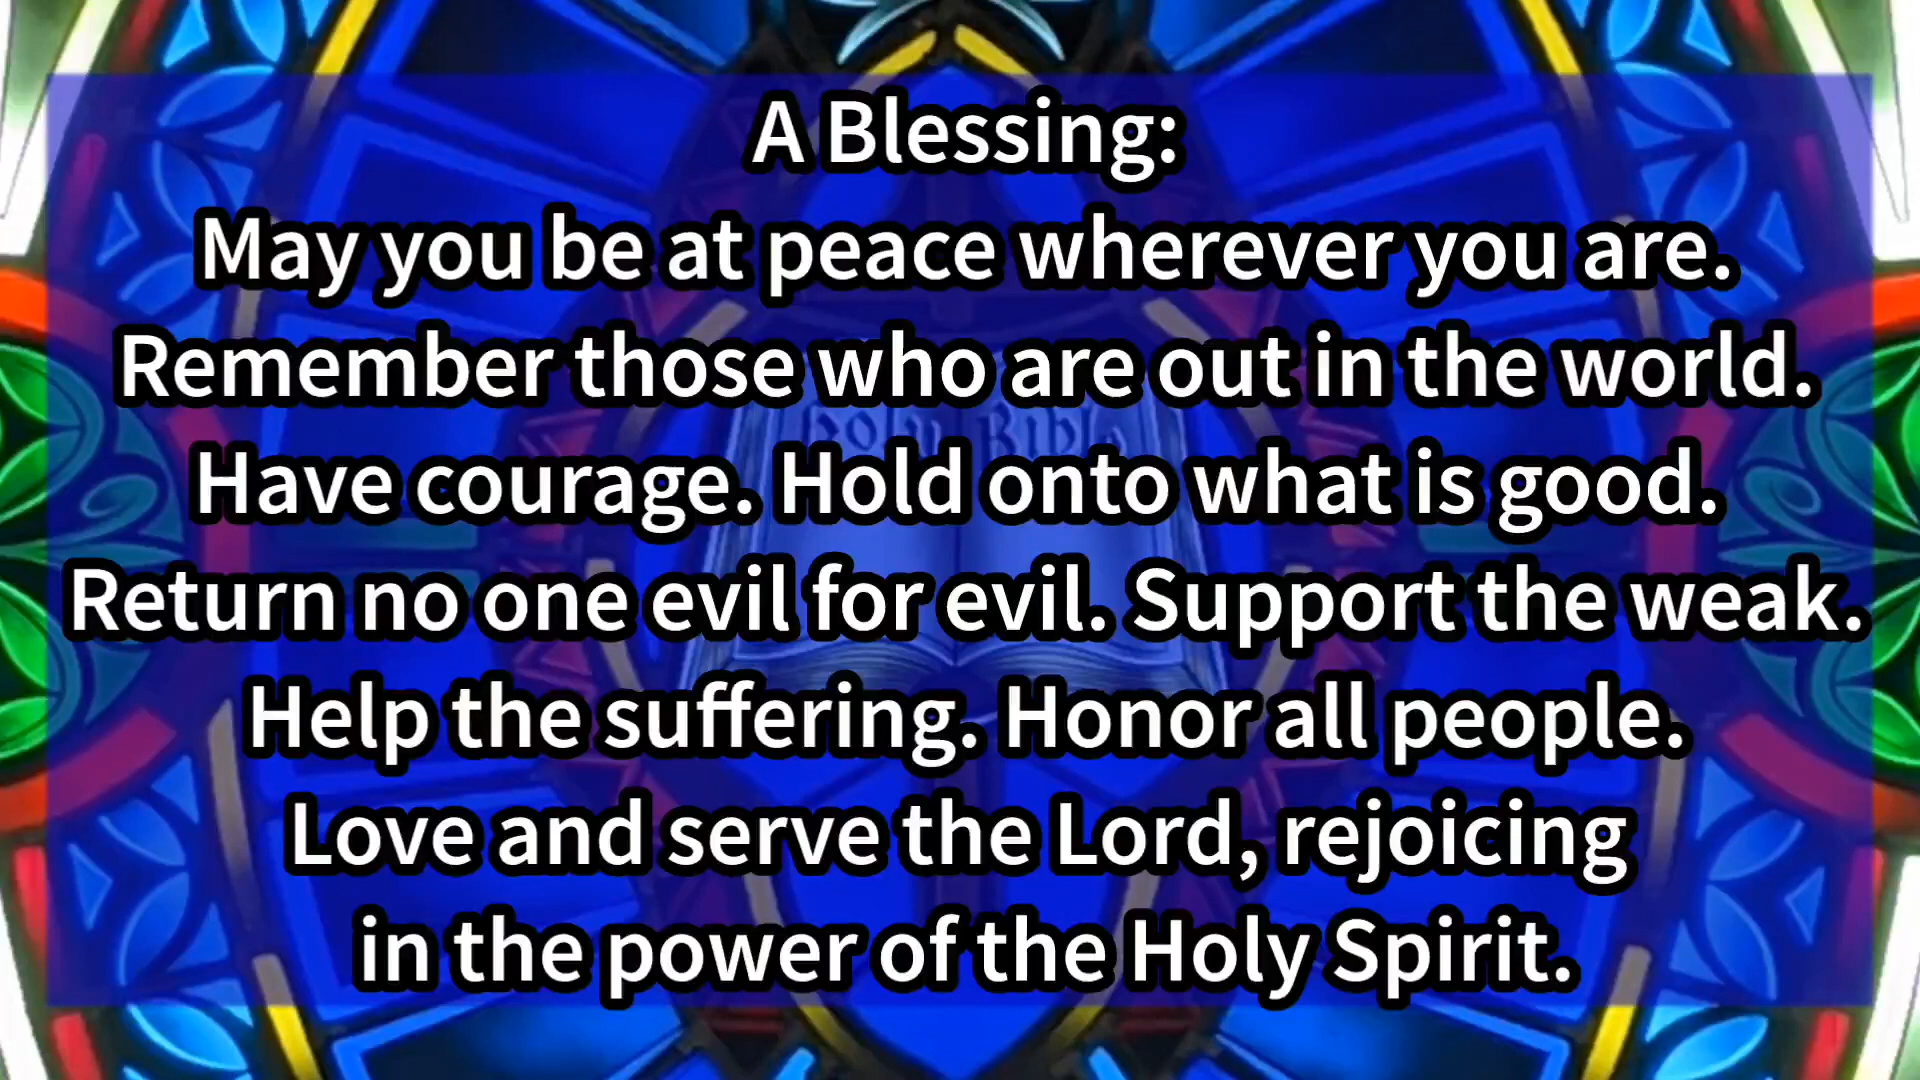 A Blessing:
May you be at peace wherever you are.
Remember those who are out in the world.
Holy Bible
Have courage. Hold onto what is good.
Return no one evil for evil. Support the weak.
Help the suffering. Honor all people.
Love and serve the Lord, rejoicing
in the power of the Holy Spirit.